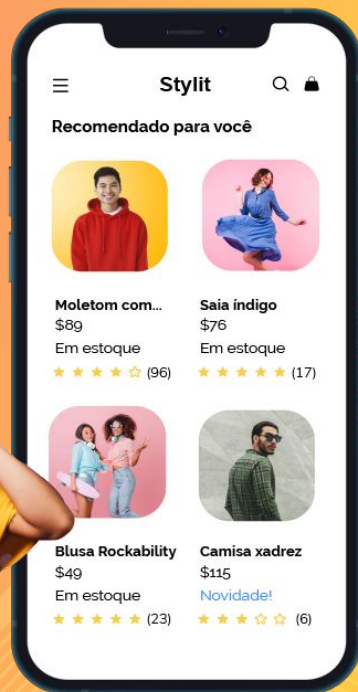 Stylit
Recomendado para você
Moletom com...
$89
Em estoque
(96)
Saia índigo
$76
Em estoque
(17)
Blusa Rockability
$49
Em estoque
(23)
Camisa xadrez
$115
Novidade!
(6)